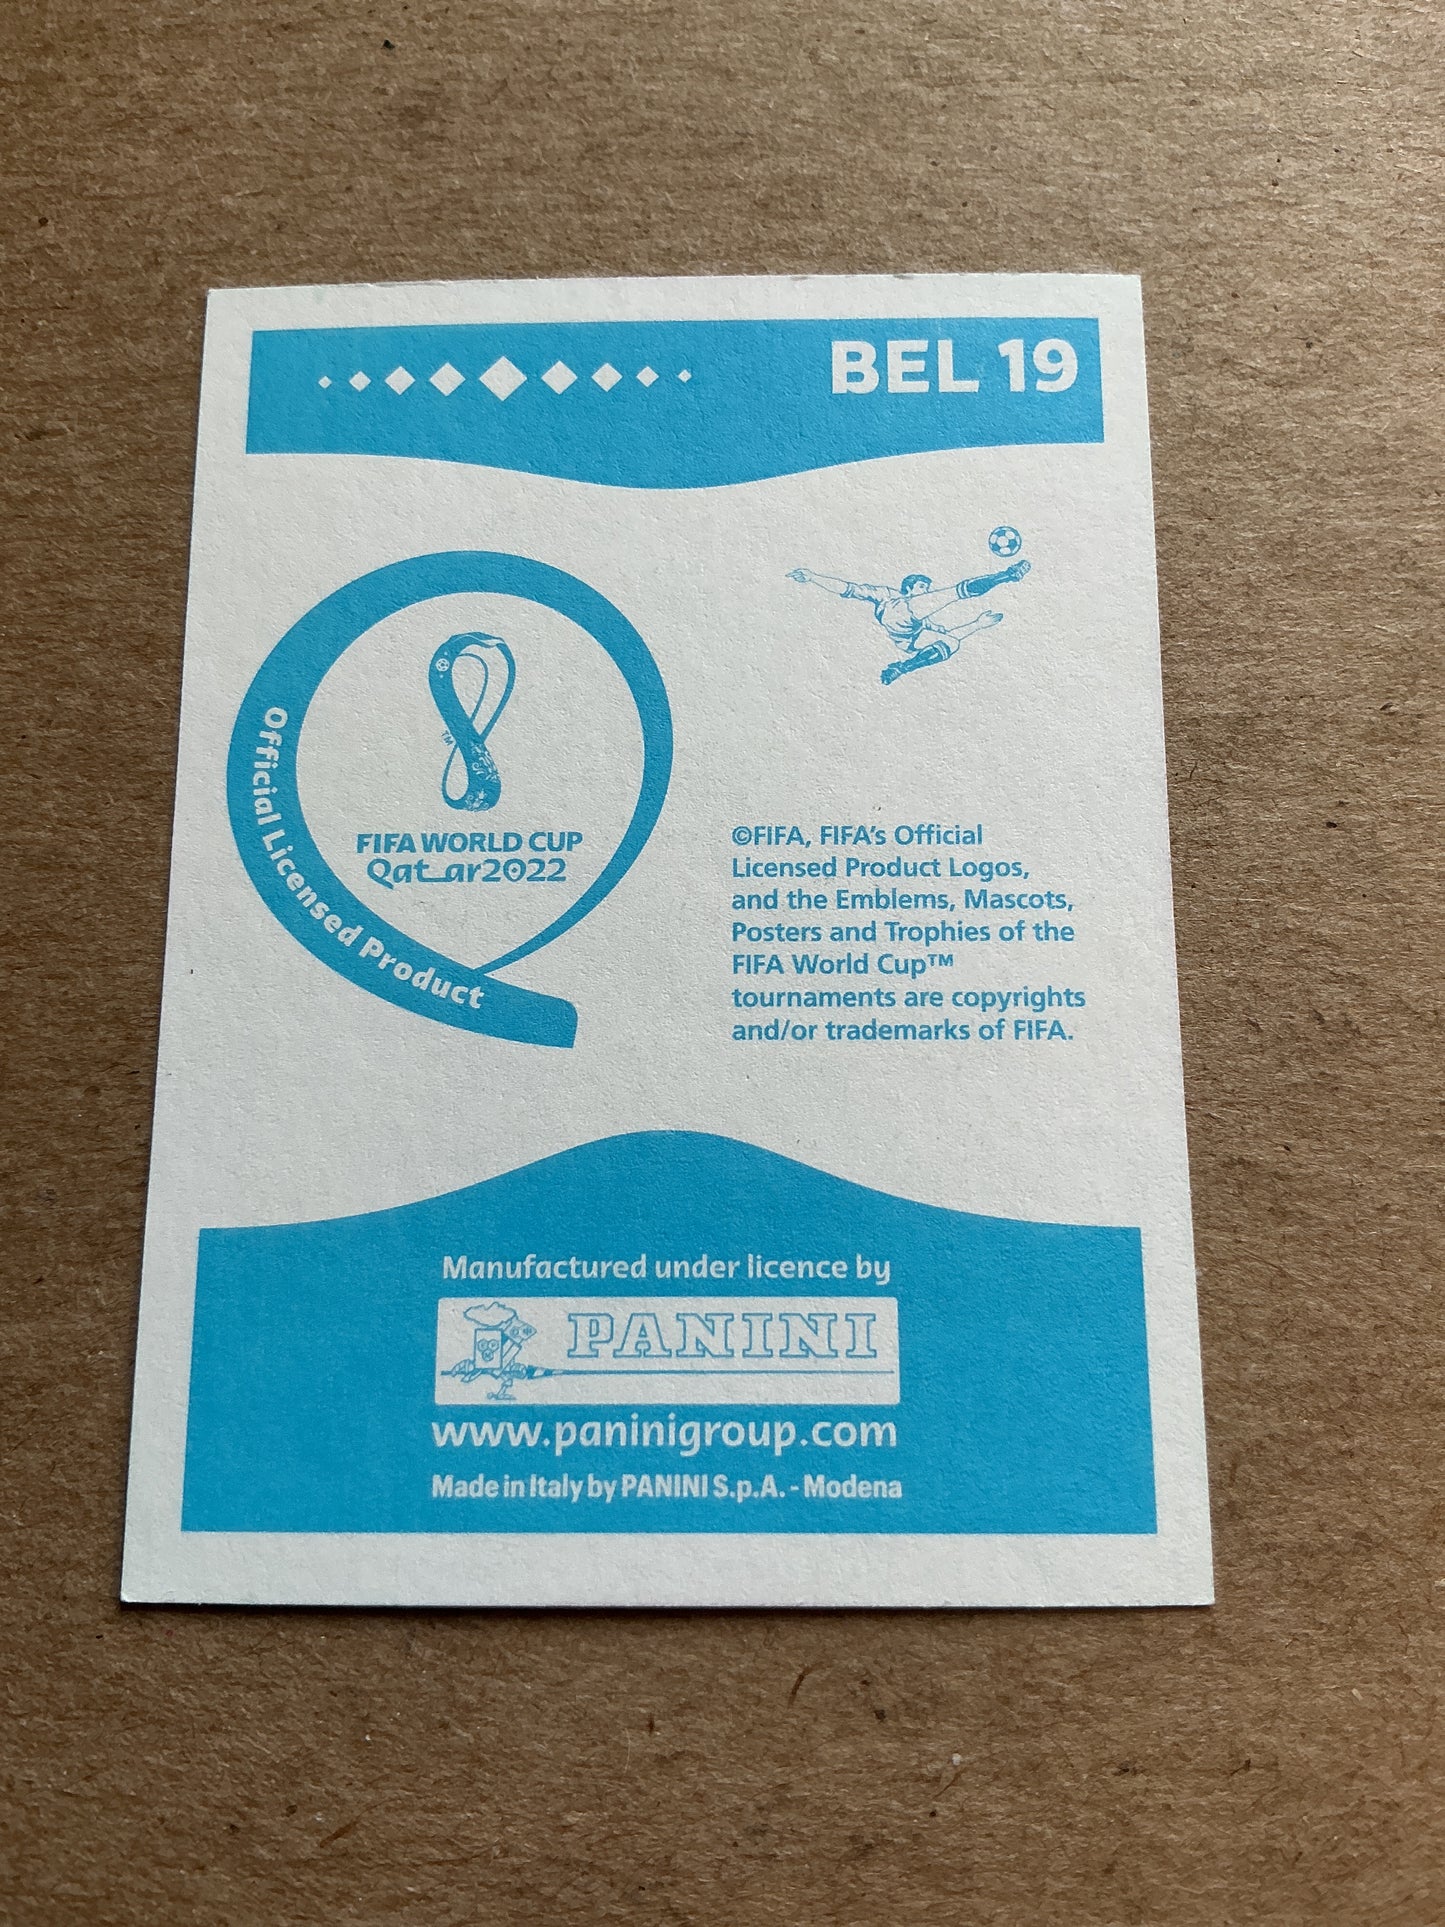 BEL 19
Official Licensed Product
TM
FIFA WORLD CUP
Qatar2022
©FIFA, FIFA's Official
Licensed Product Logos,
and the Emblems, Mascots,
Posters and Trophies of the
FIFA World Cup™
tournaments are copyrights
and/or trademarks of FIFA.
Manufactured under licence by
PANINI
www.paninigroup.com
Made in Italy by PANINI S.p.A. - Modena